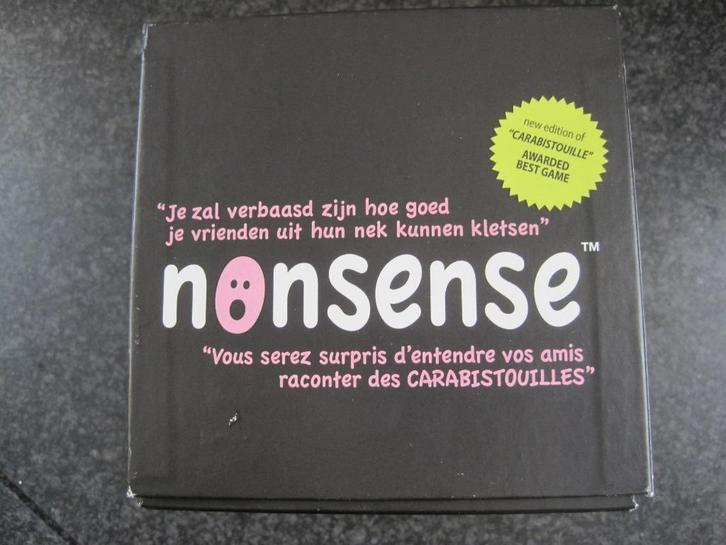 new edition of
"CARABISTOUILLE"
AWARDED
BEST GAME
“Je zal verbaasd zijn hoe goed
je vrienden uit hun nek kunnen kletsen”
nonsense™
“Vous serez surpris d’entendre vos amis
raconter des CARABISTOUILLES”